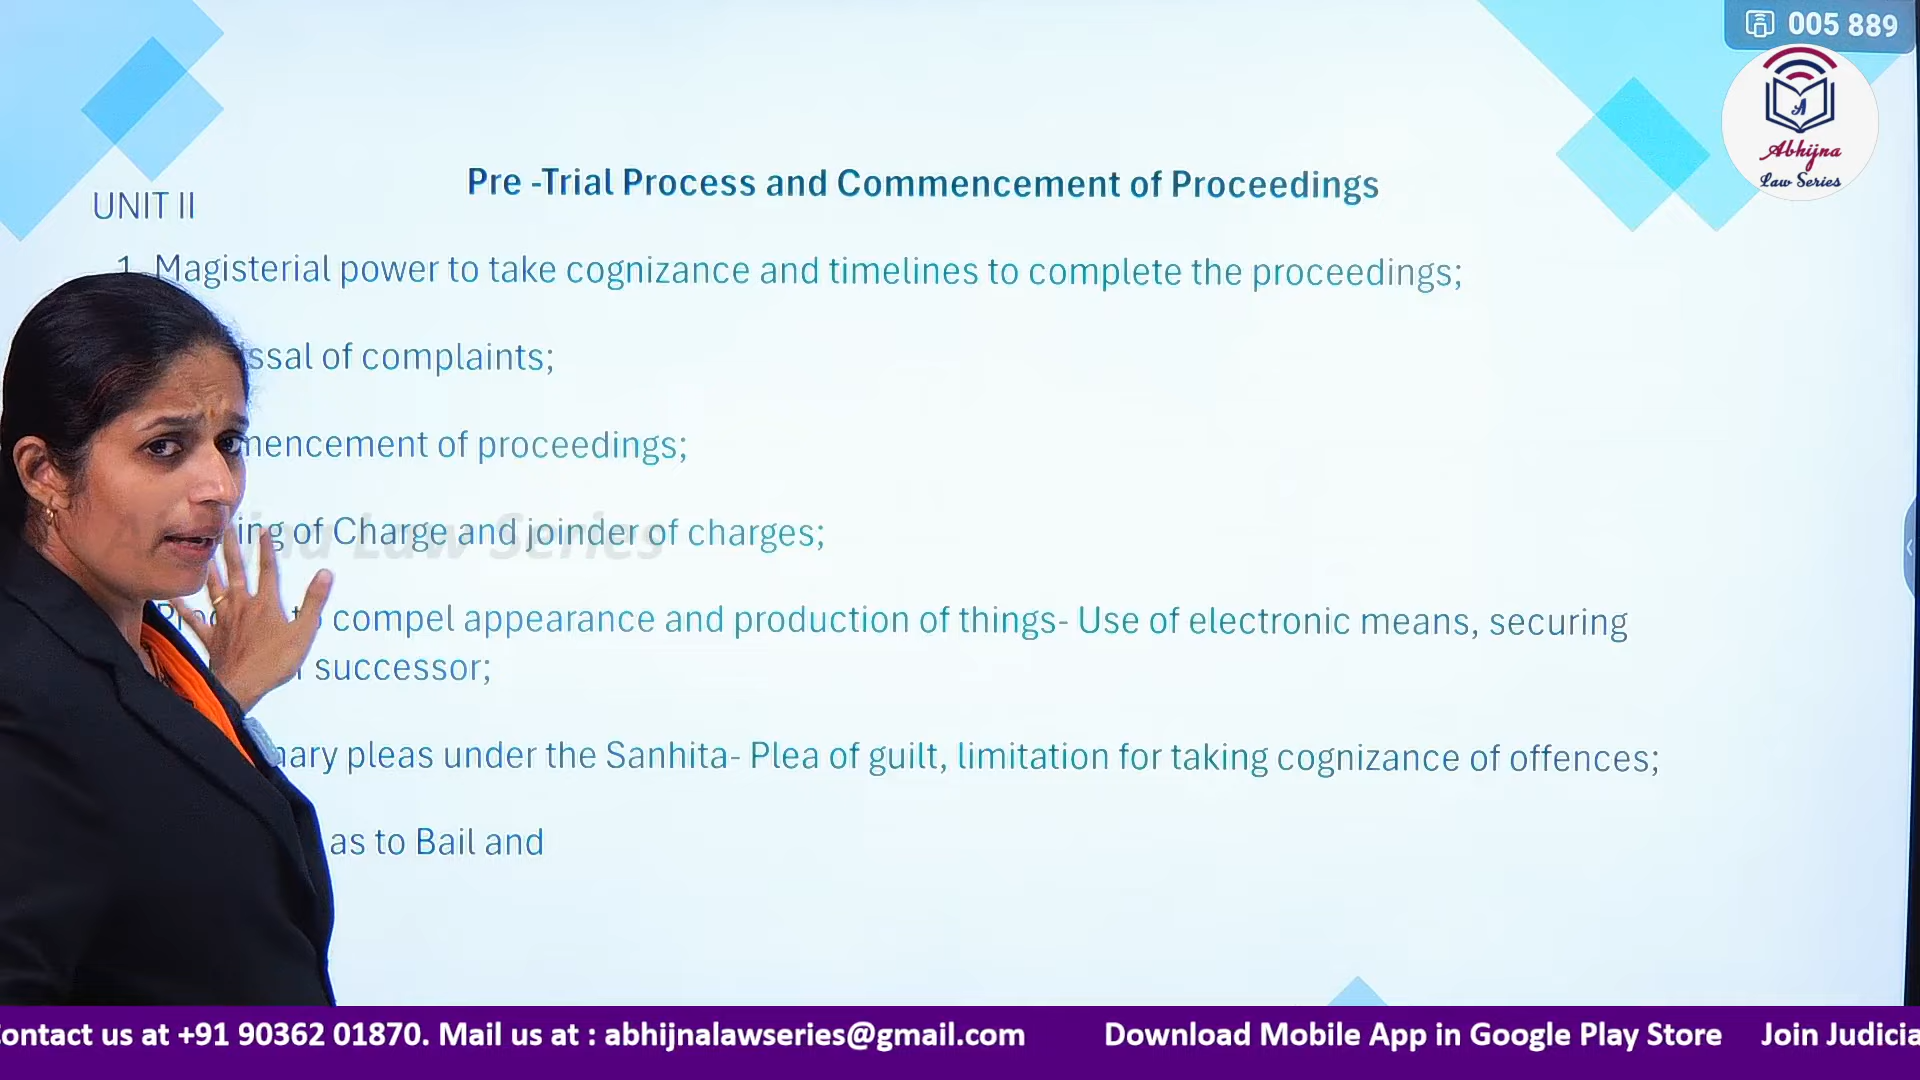 005 889
A
Abhijna
Law Series
Pre -Trial Process and Commencement of Proceedings
UNIT II
1. Magisterial power to take cognizance and timelines to complete the proceedings;
ssal of complaints;
mencement of proceedings;
ing of Charge and joinder of charges;
Law Series
compel appearance and production of things- Use of electronic means, securing
successor;
nary pleas under the Sanhita- Plea of guilt, limitation for taking cognizance of offences;
as to Bail and
ontact us at +91 90362 01870. Mail us at : abhijnalawseries@gmail.com Download Mobile App in Google Play Store Join Judicia